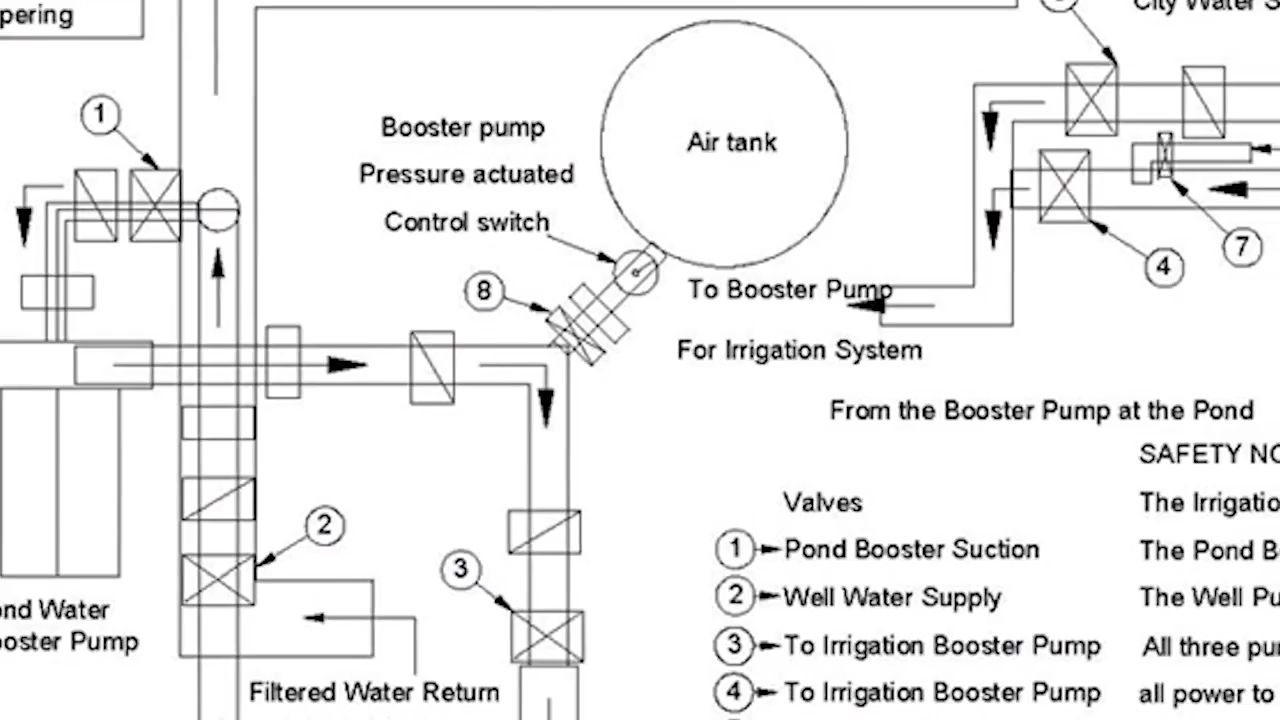 pering
City Water S
1
Booster pump
Pressure actuated
Control switch
Air tank
7
4
8
To Booster Pump
For Irrigation System
From the Booster Pump at the Pond
SAFETY NO
Valves
The Irrigatio
2
3
1 Pond Booster Suction
The Pond B
2 Well Water Supply
The Well Pu
ond Water
ooster Pump
3 To Irrigation Booster Pump
All three pu
Filtered Water Return
4 To Irrigation Booster Pump
all power to